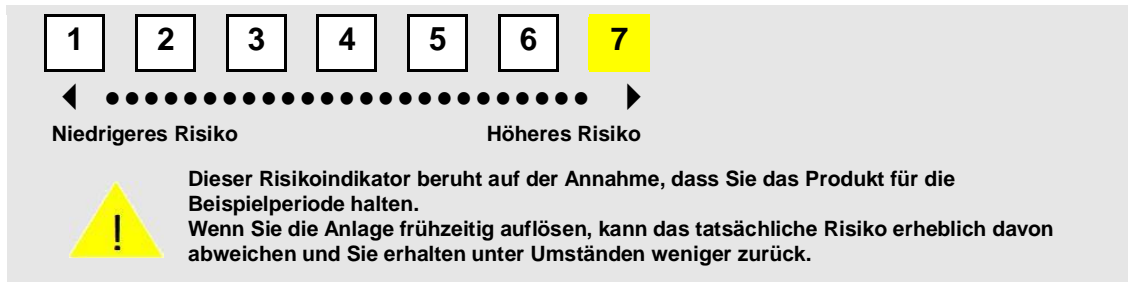 1 2 3 4 5 6 7
Niedrigeres Risiko Höheres Risiko
Dieser Risikoindikator beruht auf der Annahme, dass Sie das Produkt für die
Beispielperiode halten.
Wenn Sie die Anlage frühzeitig auflösen, kann das tatsächliche Risiko erheblich davon
abweichen und Sie erhalten unter Umständen weniger zurück.
!